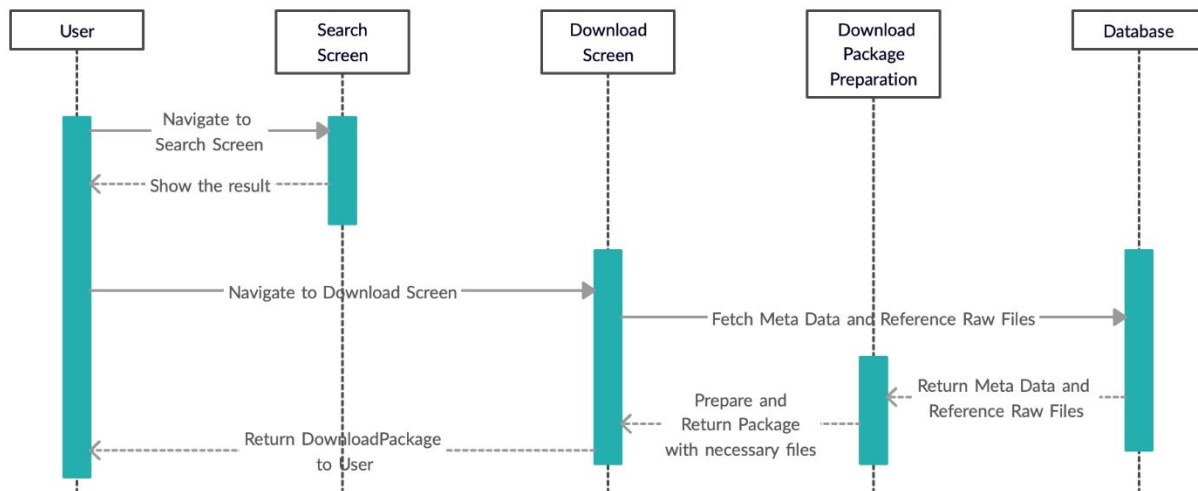 User
Search
Screen
Download
Screen
Download
Package
Preparation
Database
Navigate to
Search Screen
Show the result
Navigate to Download Screen
Fetch Meta Data and Reference Raw Files
Return Meta Data and
Reference Raw Files
Prepare and
Return Package
with necessary files
Return DownloadPackage
to User